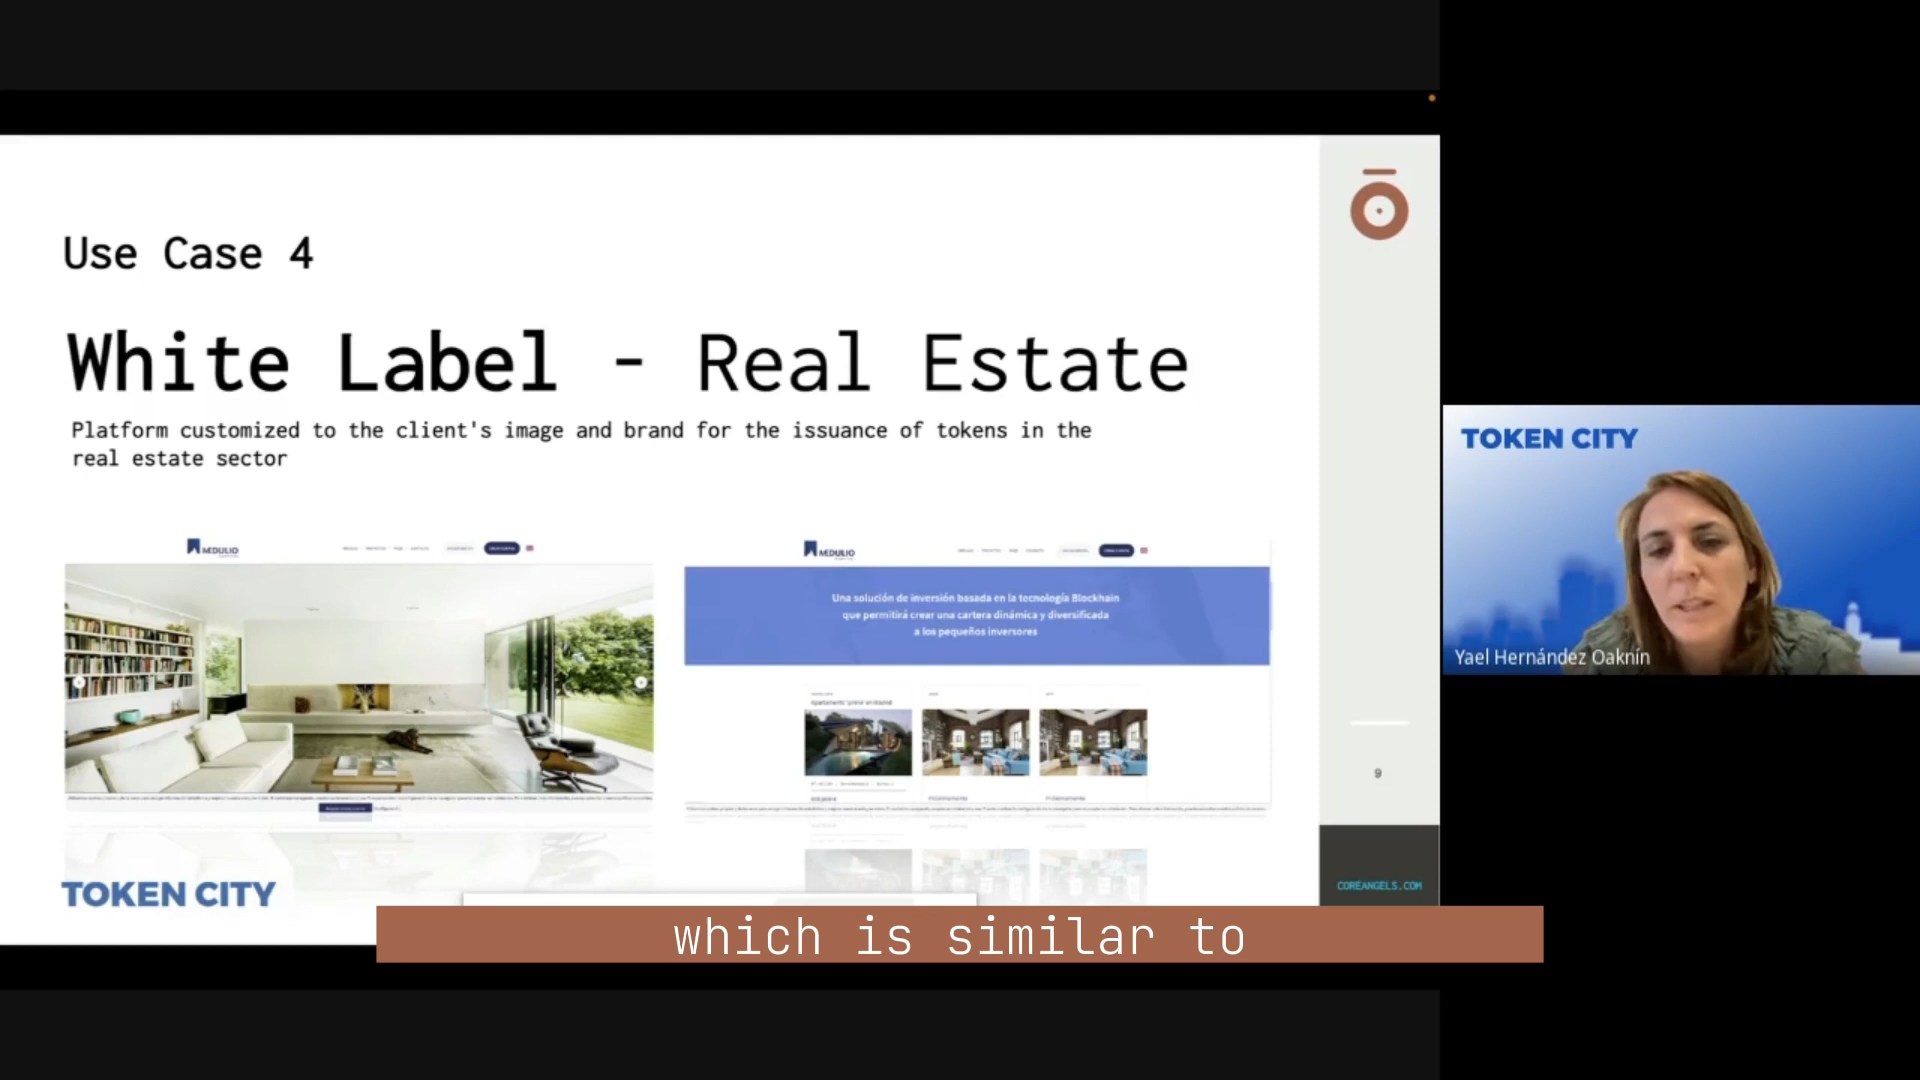 Use Case 4
White Label - Real Estate
Platform customized to the client's image and brand for the issuance of tokens in the
real estate sector
MEDULIO
MEDULIO
Una solución de inversión basada en la tecnología Blockhain
que permitirá crear una cartera dinámica y diversificada
a los pequeños inversores
Próximamente
Próximamente
TOKEN CITY
9
COREANGELS.COM
TOKEN CITY
Yael Hernández Oaknín
which is similar to